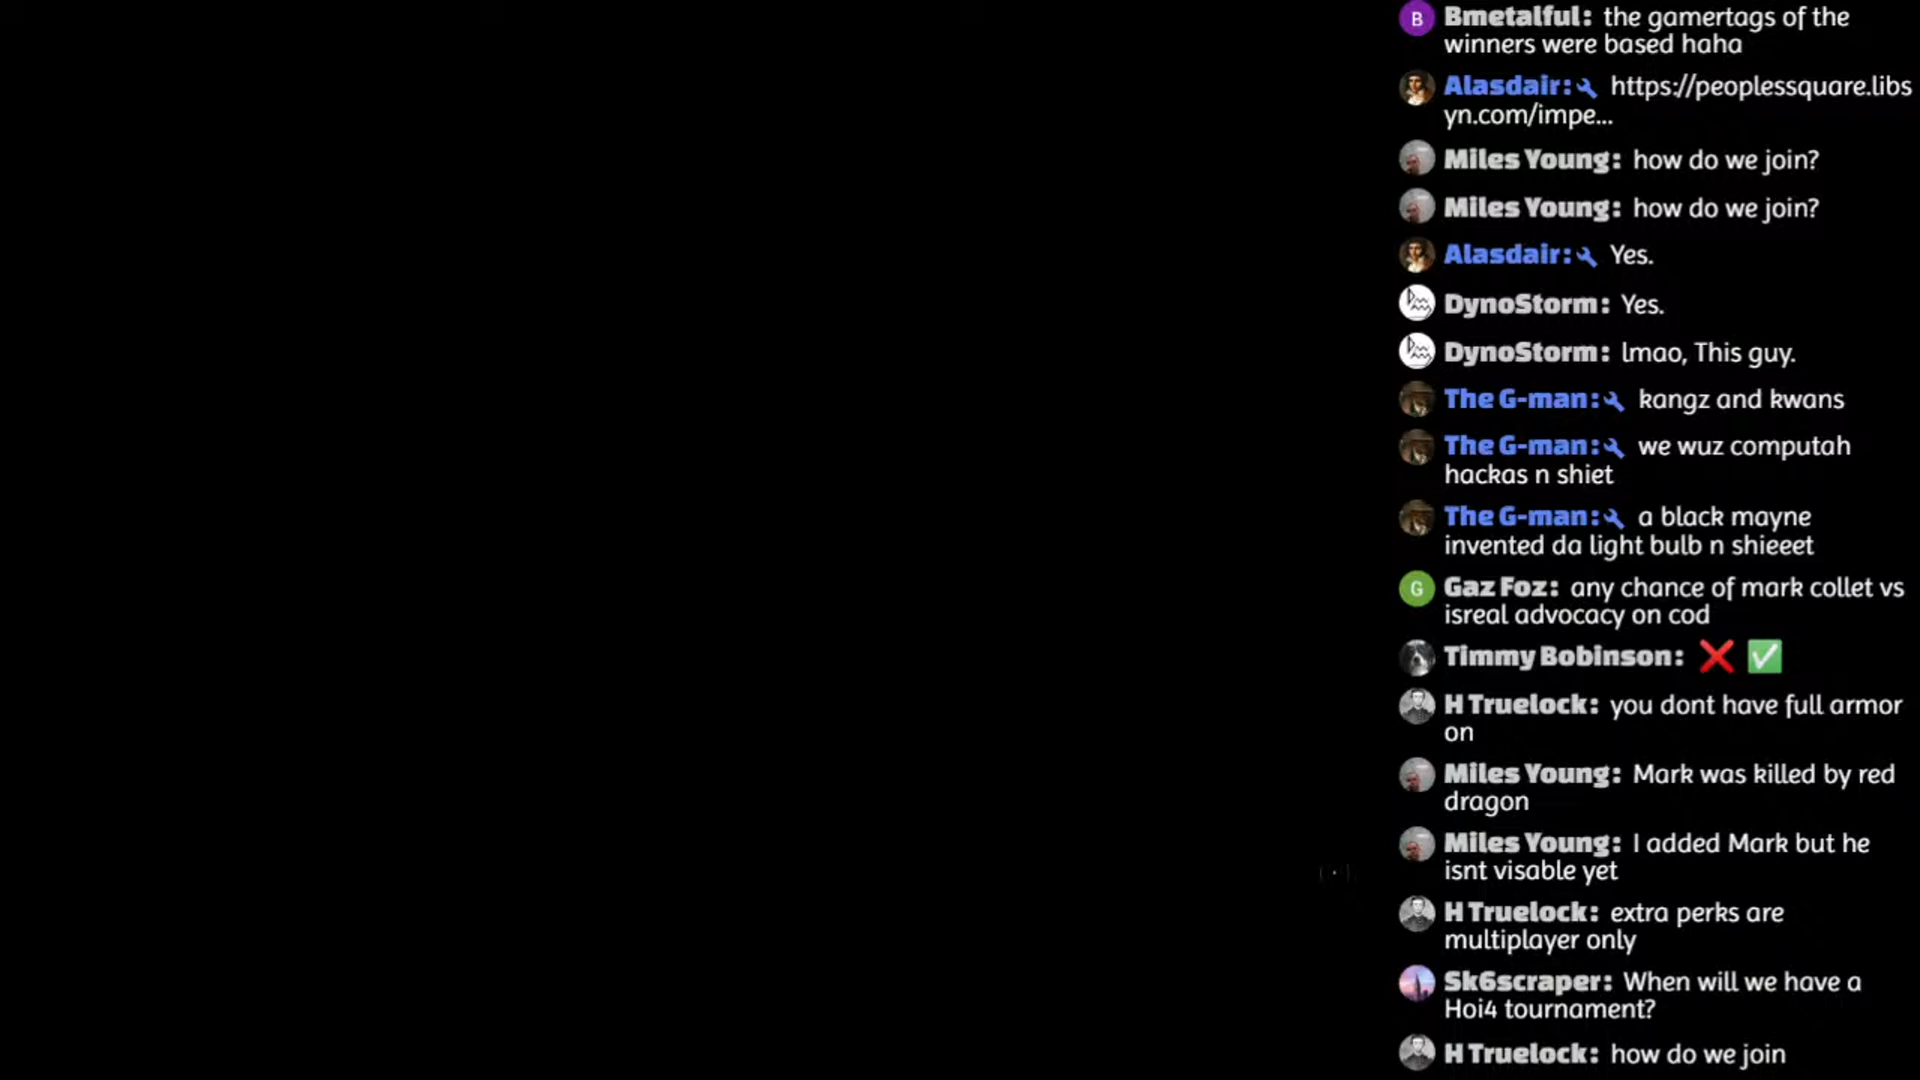 B Bmetalful: the gamertags of the
winners were based haha
Alasdair: https://peoplessquare.libs
yn.com/impe...
Miles Young: how do we join?
Miles Young: how do we join?
Alasdair: Yes.
DynoStorm: Yes.
DynoStorm: lmao, This guy.
The G-man: kangz and kwans
The G-man: we wuz computah
hackas n shiet
The G-man: a black mayne
invented da light bulb n shieeet
G Gaz Foz: any chance of mark collet vs
isreal advocacy on cod
Timmy Bobinson: ❌ ✅
H Truelock: you dont have full armor
on
Miles Young: Mark was killed by red
dragon
Miles Young: I added Mark but he
isnt visable yet
H Truelock: extra perks are
multiplayer only
Sk6scraper: When will we have a
Hoi4 tournament?
H Truelock: how do we join